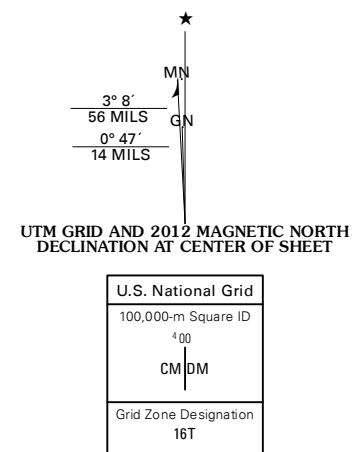 ★
MN
3° 8´
56 MILS
GN
0° 47´
14 MILS
UTM GRID AND 2012 MAGNETIC NORTH
DECLINATION AT CENTER OF SHEET
U.S. National Grid
100,000-m Square ID
⁴00
CM DM
Grid Zone Designation
16T